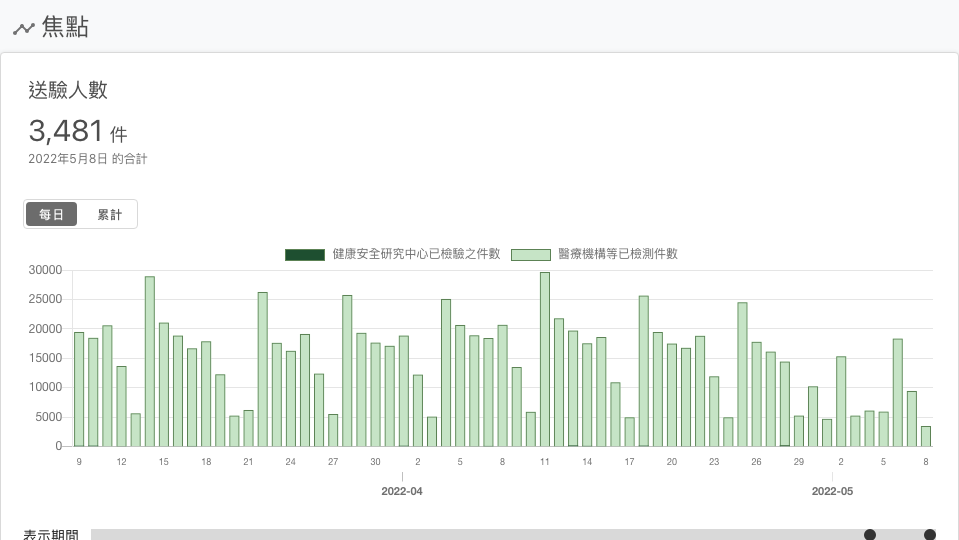 焦點
送驗人數
3,481 件
2022年5月8日 的合計
每日 累計
健康安全研究中心已檢驗之件數 醫療機構等已檢測件數
30000
25000
20000
15000
10000
5000
0
9 12 15 18 21 24 27 30 2 5 8 11 14 17 20 23 26 29 2 5 8
2022-04 2022-05
表示期間